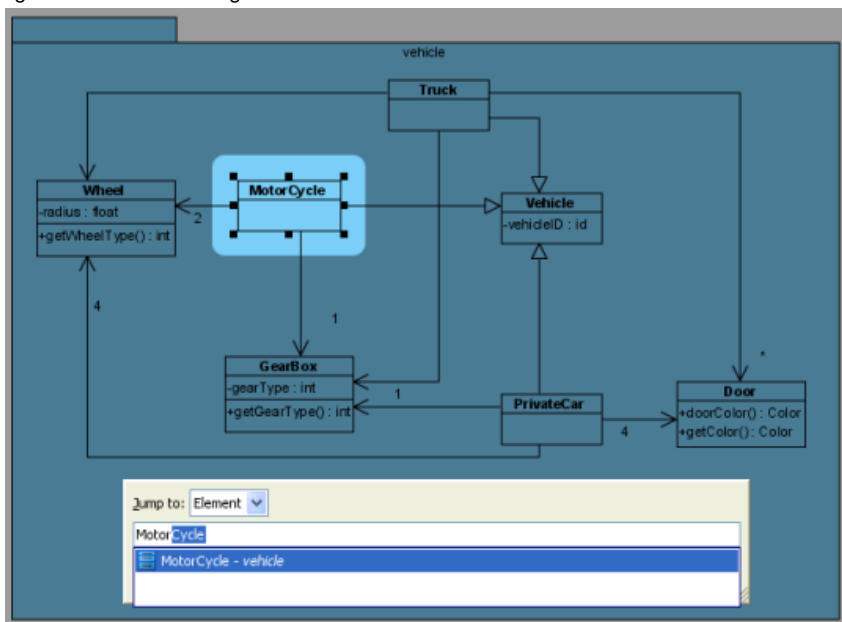 vehicle
Truck
Wheel
-radius : float
+getWheelType() : int
2
MotorCycle
Vehicle
-vehicleID : id
4
1
GearBox
-gearType : int
+getGearType() : int
1
PrivateCar
4
*
Door
+doorColor() : Color
+getColor() : Color
Jump to: Element
MotorCycle
MotorCycle - vehicle